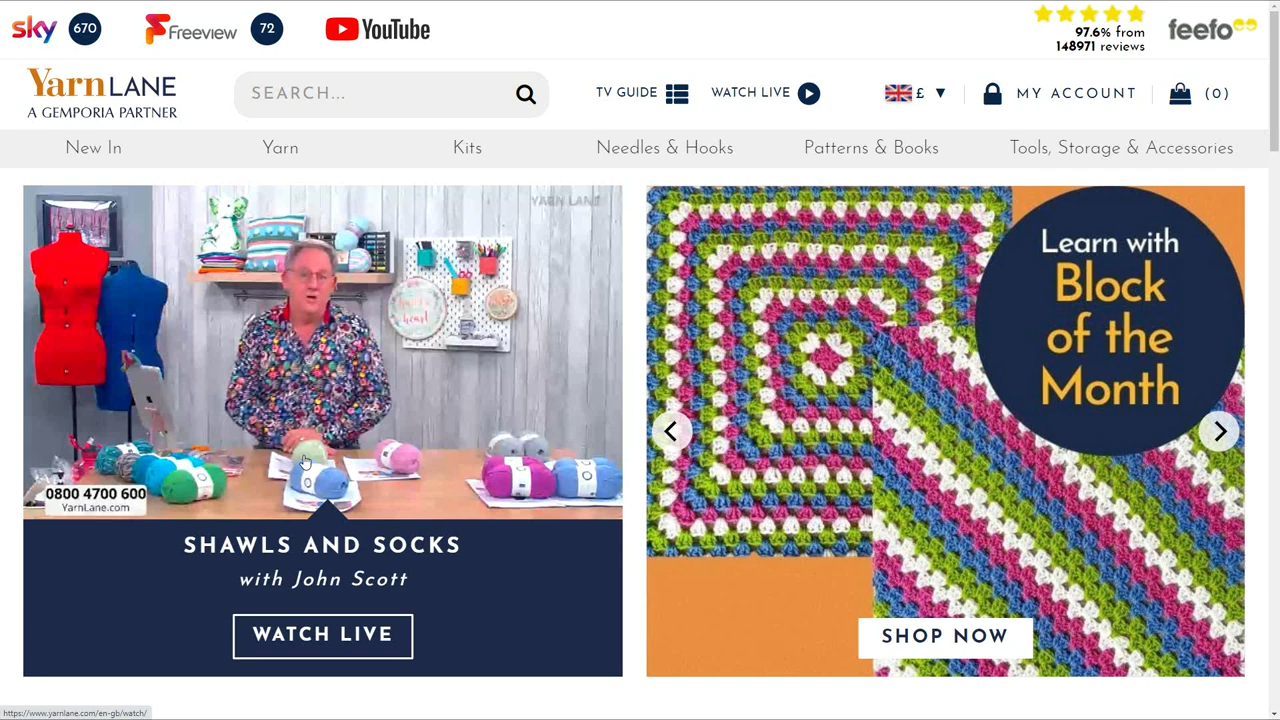 sky 670 Freeview 72 YouTube
97.6% from
148971 reviews
feefo
Yarn LANE
A GEMPORIA PARTNER
SEARCH...
TV GUIDE
WATCH LIVE
£
MY ACCOUNT
(0)
New In
Yarn
Kits
Needles & Hooks
Patterns & Books
Tools, Storage & Accessories
YARN LANE
heart
0800 4700 600
YarnLane.com
SHAWLS AND SOCKS
with John Scott
WATCH LIVE
Learn with
Block
of the
Month
SHOP NOW
https://www.yarnlane.com/en-gb/watch/